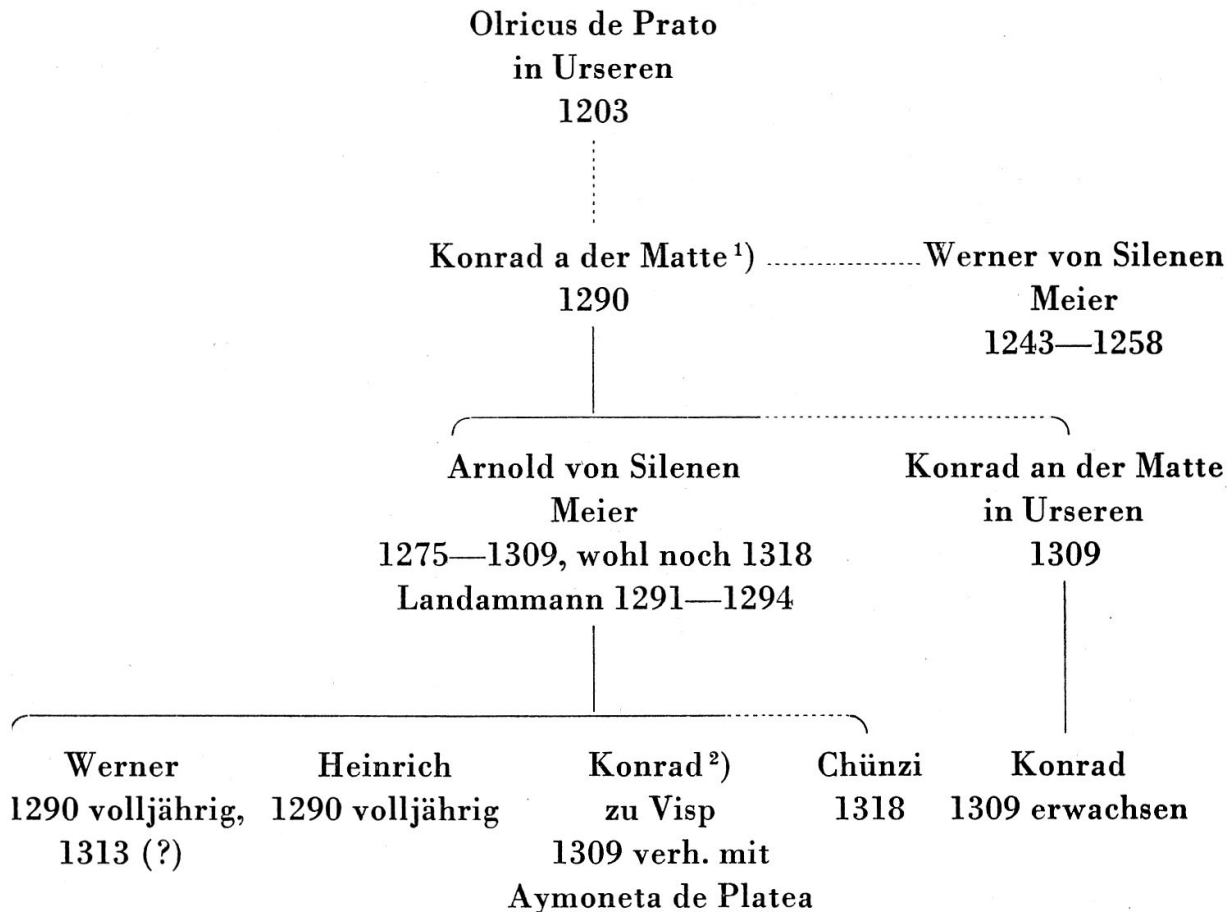 Olricus de Prato
in Urseren
1203
Konrad a der Matte ¹) Werner von Silenen
1290 Meier
1243—1258
Arnold von Silenen Konrad an der Matte
Meier in Urseren
1275—1309, wohl noch 1318 1309
Landammann 1291—1294
Werner Heinrich Konrad ²) Chünzi Konrad
1290 volljährig, 1290 volljährig zu Visp 1318 1309 erwachsen
1313 (?) 1309 verh. mit
Aymoneta de Platea